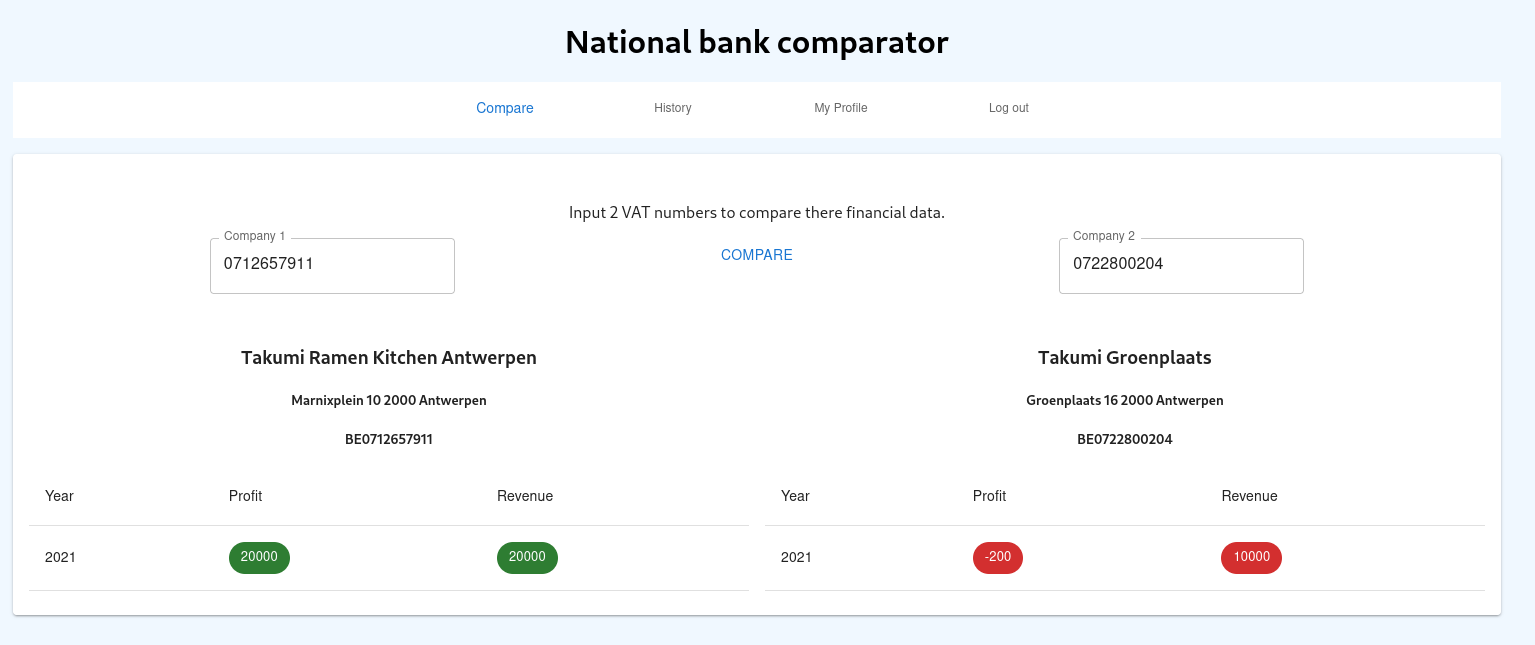 National bank comparator
Compare History My Profile Log out
Input 2 VAT numbers to compare there financial data.
Company 1
0712657911
COMPARE
Company 2
0722800204
Takumi Ramen Kitchen Antwerpen
Marnixplein 10 2000 Antwerpen
BE0712657911
Year Profit Revenue
2021 20000 20000
Takumi Groenplaats
Groenplaats 16 2000 Antwerpen
BE0722800204
Year Profit Revenue
2021 -200 10000